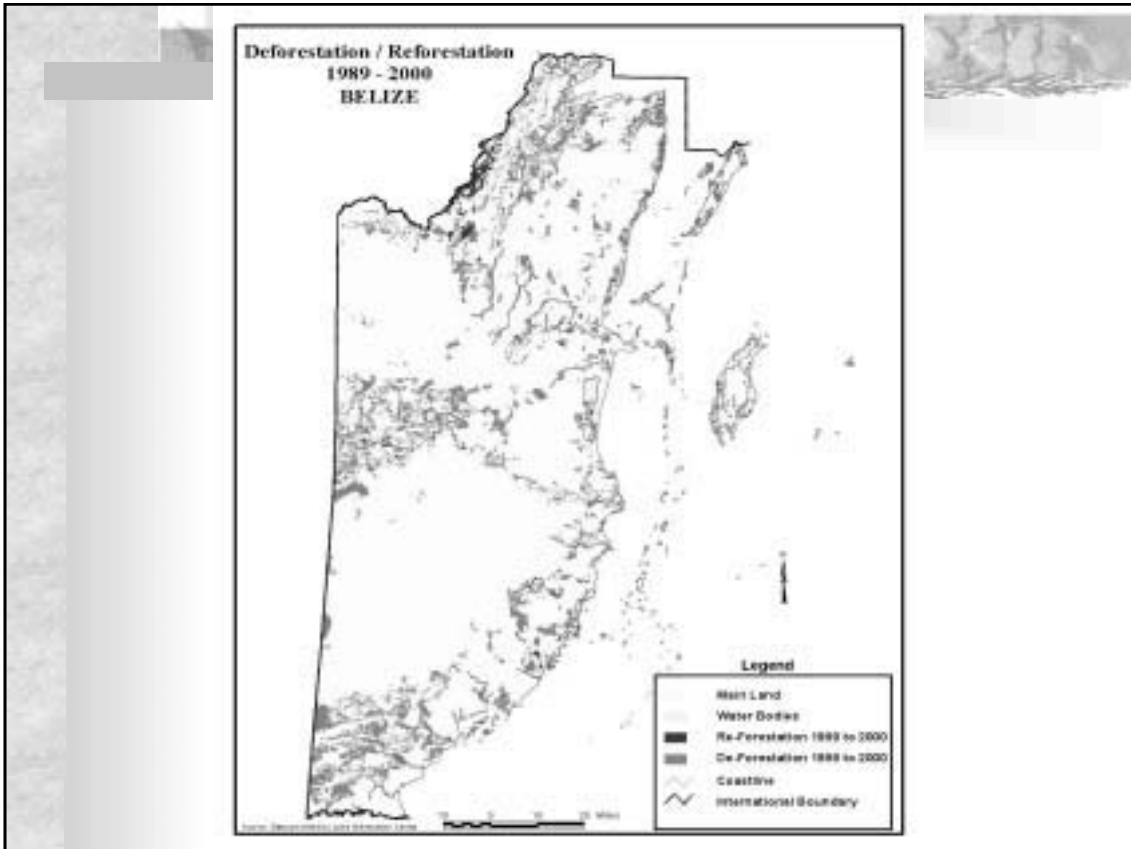 Deforestation / Reforestation
1989 - 2000
BELIZE
Legend
Main Land
Water Bodies
Re-Forestation 1989 to 2000
De-Forestation 1989 to 2000
Coastline
International Boundary
Miles